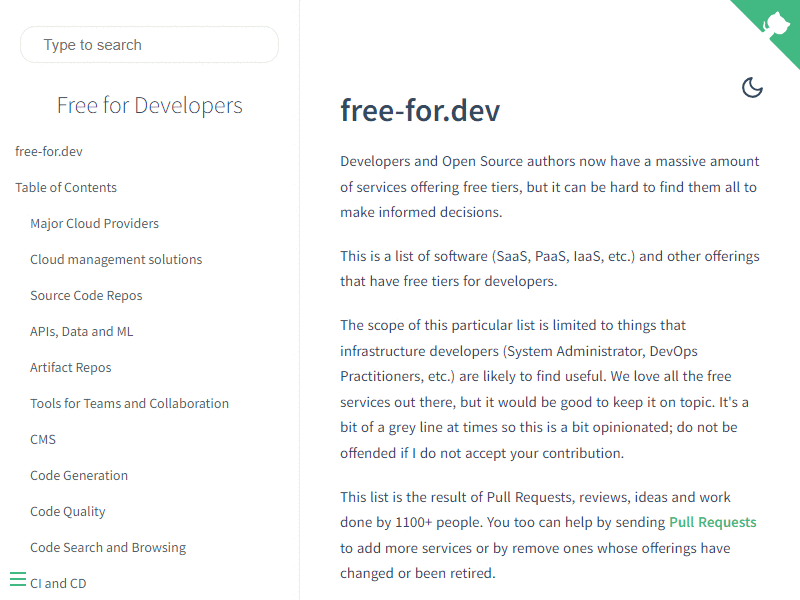 Type to search
Free for Developers
free-for.dev
Table of Contents
Major Cloud Providers
Cloud management solutions
Source Code Repos
APIs, Data and ML
Artifact Repos
Tools for Teams and Collaboration
CMS
Code Generation
Code Quality
Code Search and Browsing
CI and CD
free-for.dev
Developers and Open Source authors now have a massive amount
of services offering free tiers, but it can be hard to find them all to
make informed decisions.
This is a list of software (SaaS, PaaS, IaaS, etc.) and other offerings
that have free tiers for developers.
The scope of this particular list is limited to things that
infrastructure developers (System Administrator, DevOps
Practitioners, etc.) are likely to find useful. We love all the free
services out there, but it would be good to keep it on topic. It's a
bit of a grey line at times so this is a bit opinionated; do not be
offended if I do not accept your contribution.
This list is the result of Pull Requests, reviews, ideas and work
done by 1100+ people. You too can help by sending Pull Requests
to add more services or by remove ones whose offerings have
changed or been retired.